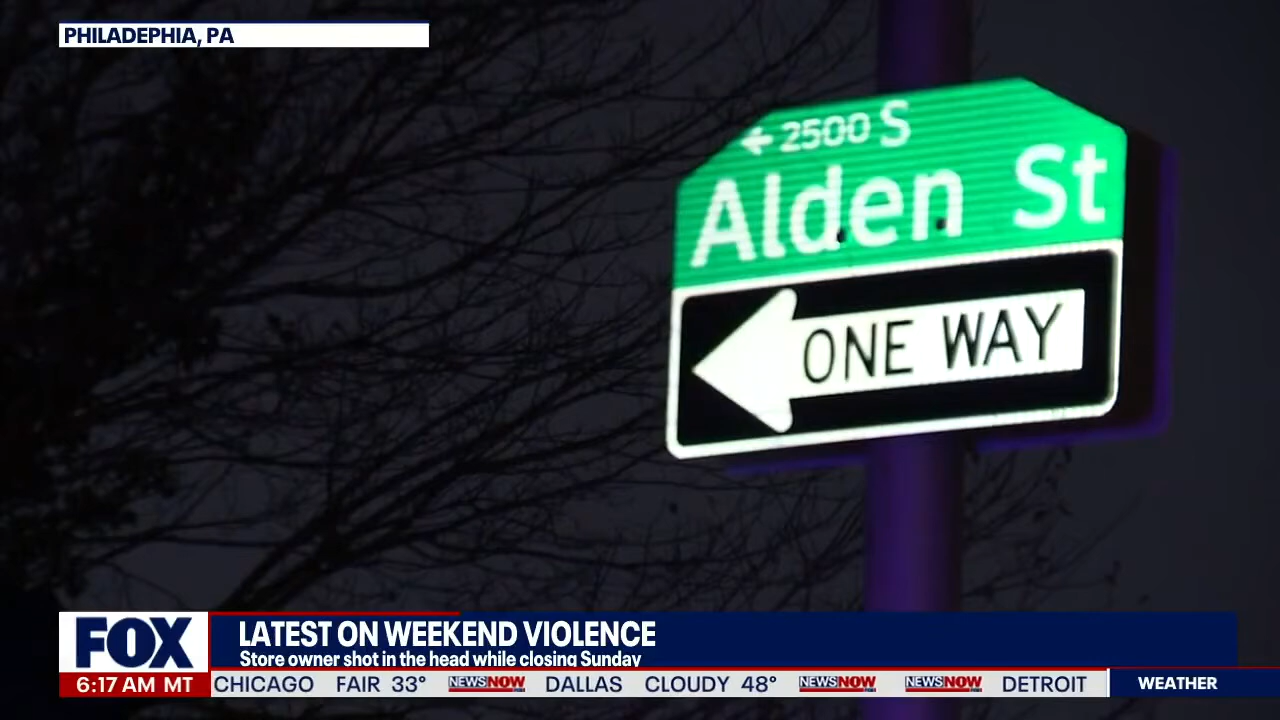 PHILADEPHIA, PA
← 2500 S
Alden St
ONE WAY
FOX
LATEST ON WEEKEND VIOLENCE
Store owner shot in the head while closing Sunday
6:17 AM MT
CHICAGO FAIR 33° NEWSNOW DALLAS CLOUDY 48° NEWSNOW NEWSNOW DETROIT
WEATHER